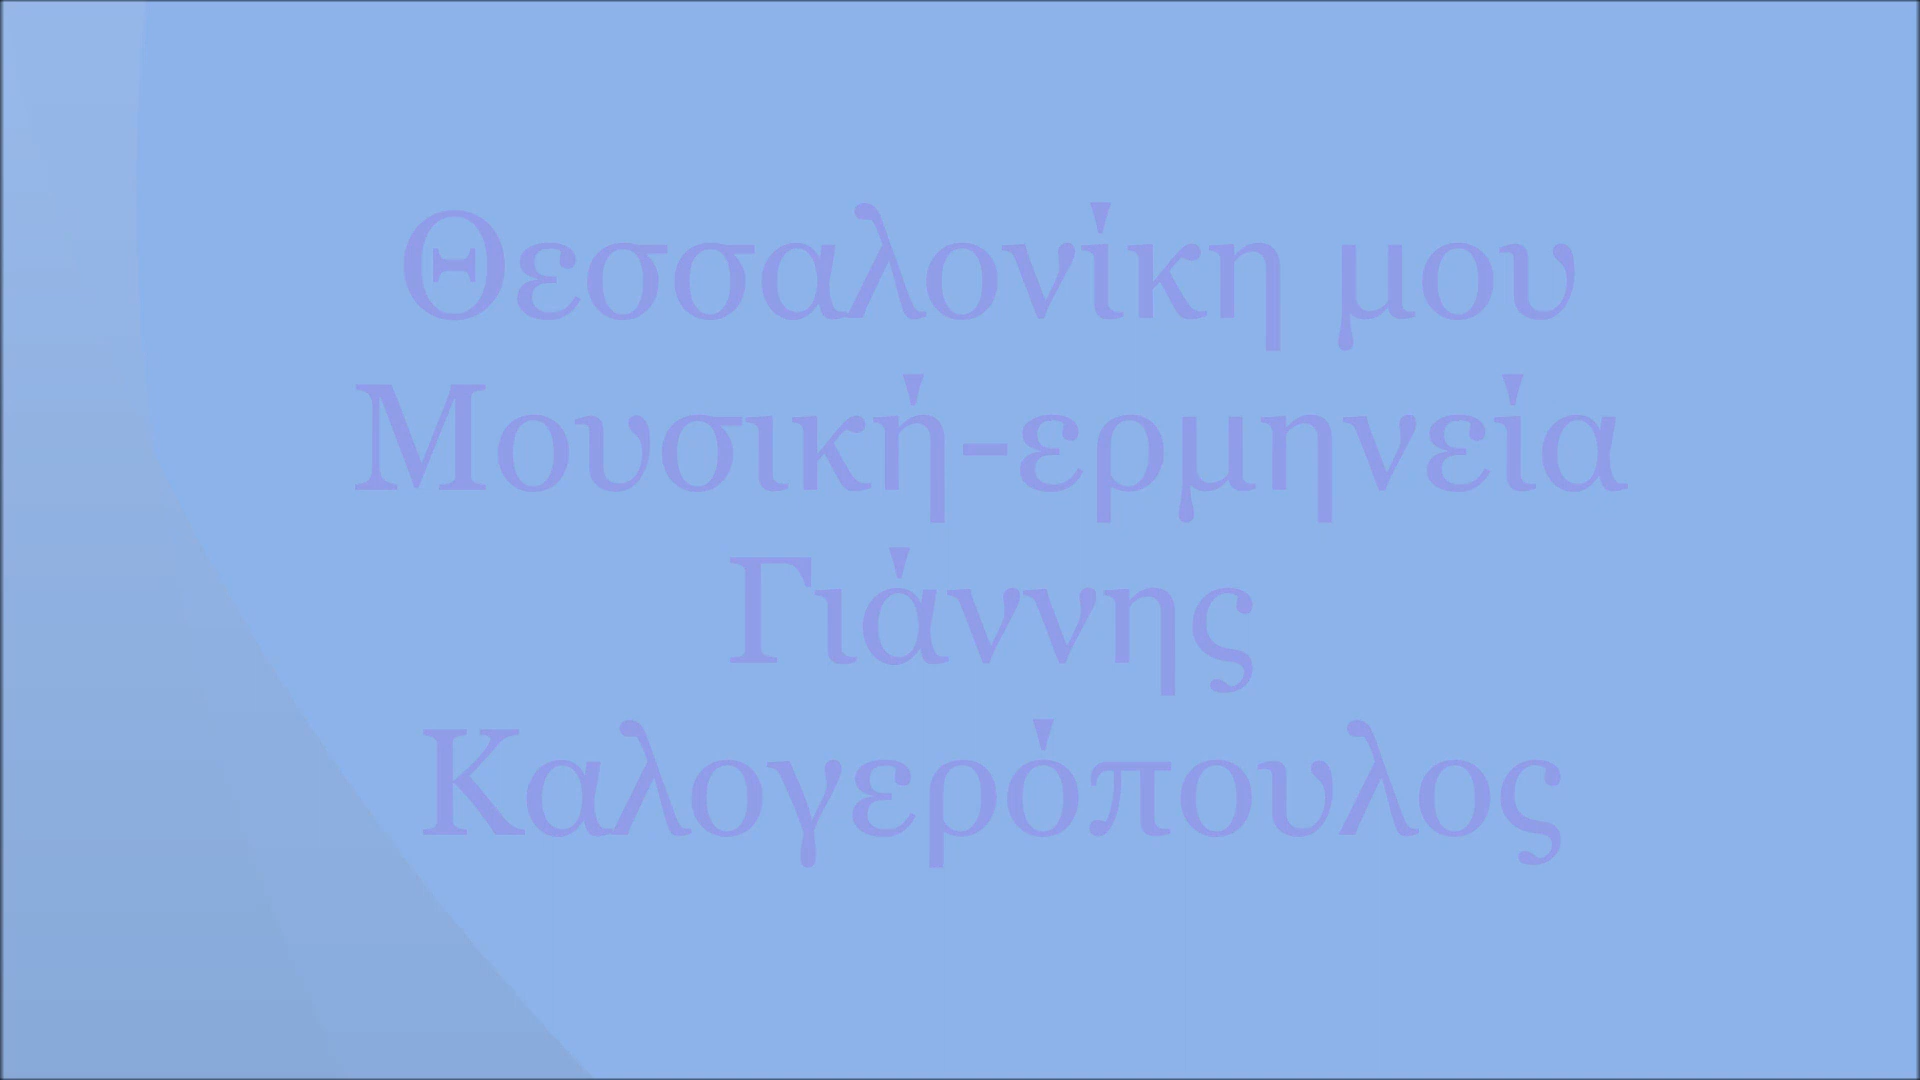 Θεσσαλονίκη μου
Μουσική-ερμηνεία
Γιάννης
Καλογερόπουλος